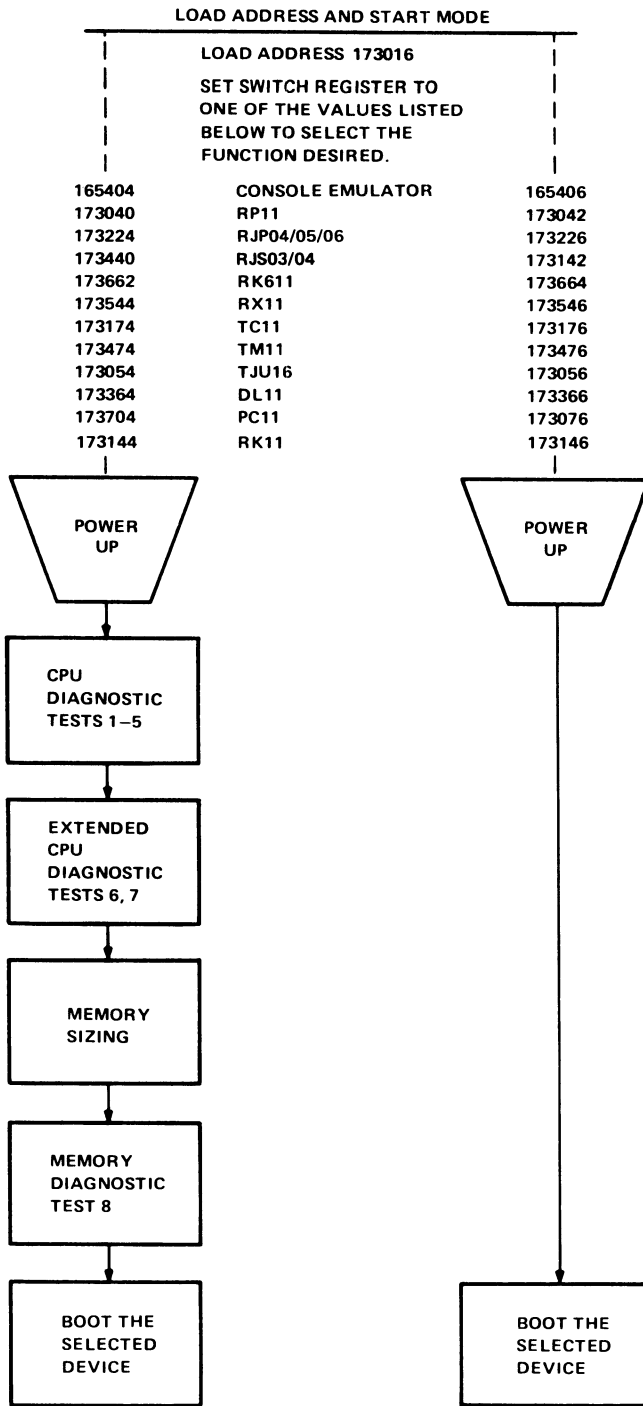 LOAD ADDRESS AND START MODE
LOAD ADDRESS 173016
SET SWITCH REGISTER TO
ONE OF THE VALUES LISTED
BELOW TO SELECT THE
FUNCTION DESIRED.
165404 CONSOLE EMULATOR 165406
173040 RP11 173042
173224 RJP04/05/06 173226
173440 RJS03/04 173142
173662 RK611 173664
173544 RX11 173546
173174 TC11 173176
173474 TM11 173476
173054 TJU16 173056
173364 DL11 173366
173704 PC11 173076
173144 RK11 173146
POWER
UP
CPU
DIAGNOSTIC
TESTS 1–5
EXTENDED
CPU
DIAGNOSTIC
TESTS 6, 7
MEMORY
SIZING
MEMORY
DIAGNOSTIC
TEST 8
BOOT THE
SELECTED
DEVICE
POWER
UP
BOOT THE
SELECTED
DEVICE